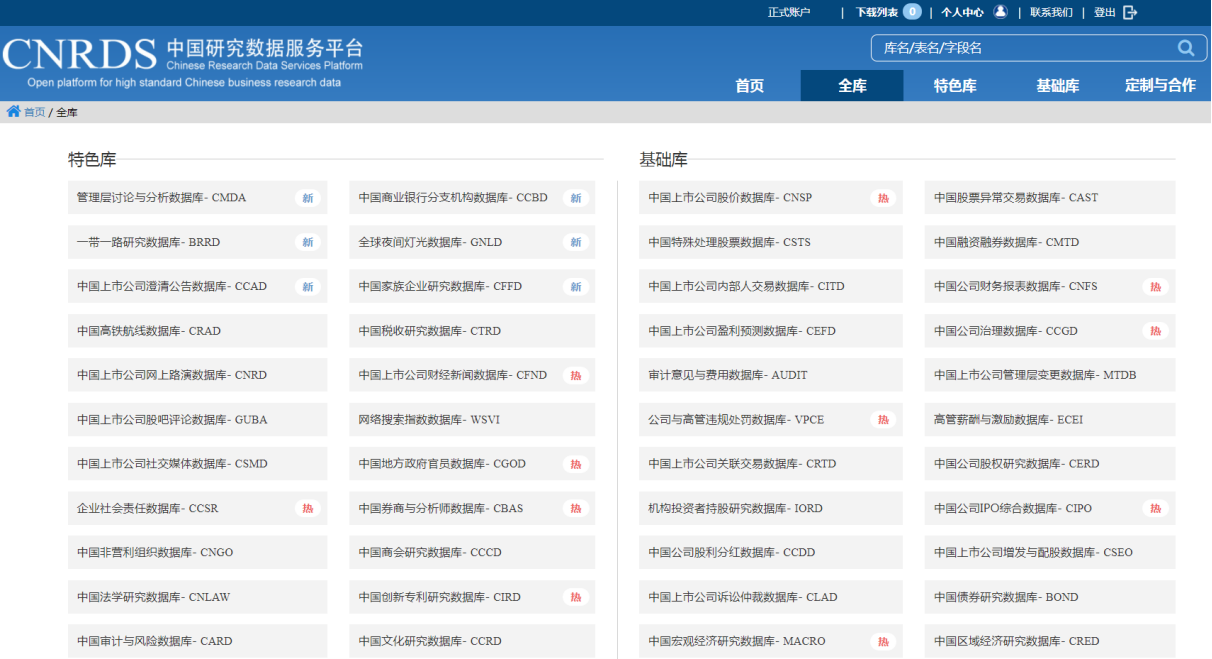 正式账户 | 下载列表 0 | 个人中心 | 联系我们 | 登出
CNRDS 中国研究数据服务平台
Chinese Research Data Services Platform
Open platform for high standard Chinese business research data
库名/表名/字段名
首页 全库 特色库 基础库 定制与合作
首页 / 全库
特色库
管理层讨论与分析数据库- CMDA 新
中国商业银行分支机构数据库- CCBD 新
一带一路研究数据库- BRRD 新
全球夜间灯光数据库- GNLD 新
中国上市公司澄清公告数据库- CCAD 新
中国家族企业研究数据库- CFFD 新
中国高铁航线数据库- CRAD
中国税收研究数据库- CTRD
中国上市公司网上路演数据库- CNRD
中国上市公司财经新闻数据库- CFND 热
中国上市公司股吧评论数据库- GUBA
网络搜索指数数据库- WSVI
中国上市公司社交媒体数据库- CSMD
中国地方政府官员数据库- CGOD 热
企业社会责任数据库- CCSR 热
中国券商与分析师数据库- CBAS 热
中国非营利组织数据库- CNGO
中国商会研究数据库- CCCD
中国法学研究数据库- CNLAW
中国创新专利研究数据库- CIRD 热
中国审计与风险数据库- CARD
中国文化研究数据库- CCRD
基础库
中国上市公司股价数据库- CNSP 热
中国股票异常交易数据库- CAST
中国特殊处理股票数据库- CSTS
中国融资融券数据库- CMTD
中国上市公司内部人交易数据库- CITD
中国公司财务报表数据库- CNFS 热
中国上市公司盈利预测数据库- CEFD
中国公司治理数据库- CCGD 热
审计意见与费用数据库- AUDIT
中国上市公司管理层变更数据库- MTDB
公司与高管违规处罚数据库- VPCE 热
高管薪酬与激励数据库- ECEI
中国上市公司关联交易数据库- CRTD
中国公司股权研究数据库- CERD
机构投资者持股研究数据库- IORD
中国公司IPO综合数据库- CIPO 热
中国公司股利分红数据库- CCDD
中国上市公司增发与配股数据库- CSEO
中国上市公司诉讼仲裁数据库- CLAD
中国债券研究数据库- BOND
中国宏观经济研究数据库- MACRO 热
中国区域经济研究数据库- CRED